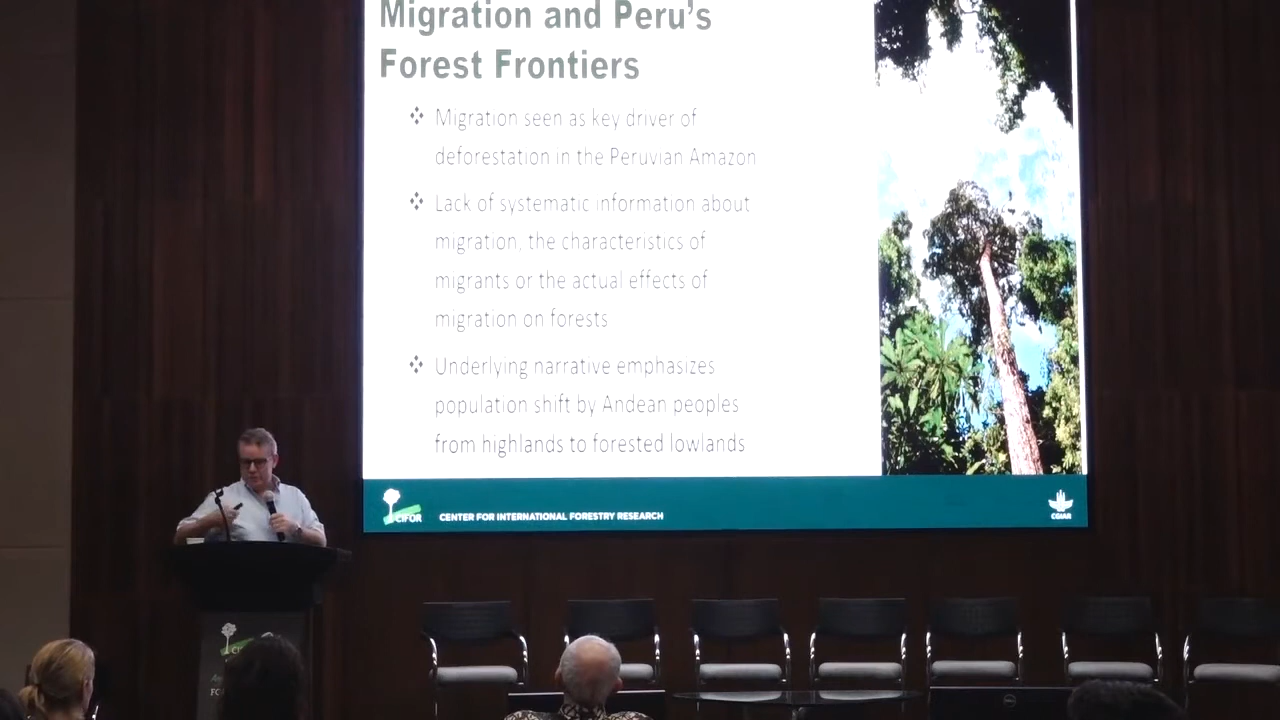 Migration and Peru's
Forest Frontiers
Migration seen as key driver of
deforestation in the Peruvian Amazon
Lack of systematic information about
migration, the characteristics of
migrants or the actual effects of
migration on forests
Underlying narrative emphasizes
population shift by Andean peoples
from highlands to forested lowlands
CIFOR
CENTER FOR INTERNATIONAL FORESTRY RESEARCH
CGIAR